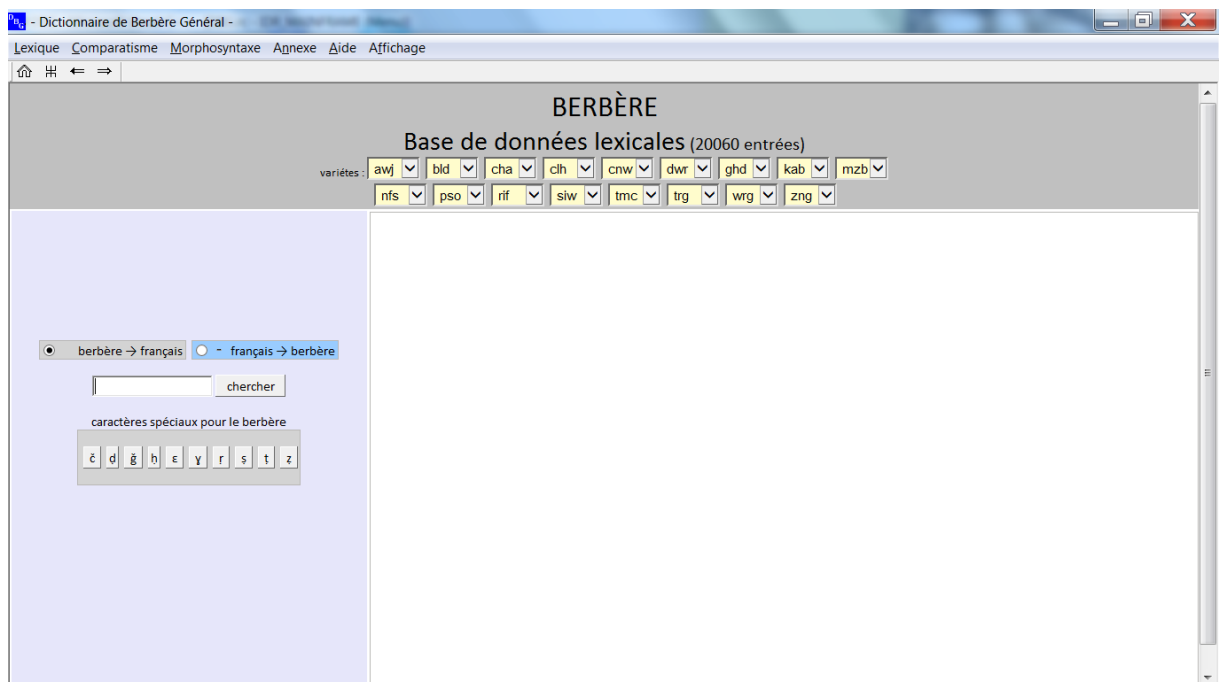 DBG - Dictionnaire de Berbère Général -
Lexique Comparatisme Morphosyntaxe Annexe Aide Affichage
BERBÈRE
Base de données lexicales (20060 entrées)
variétes : awj bld cha clh cnw dwr ghd kab mzb
nfs pso rif siw tmc trg wrg zng
berbère → français - français → berbère
chercher
caractères spéciaux pour le berbère
č ḍ ğ ḥ ε ɣ ṛ ṣ ṭ ẓ